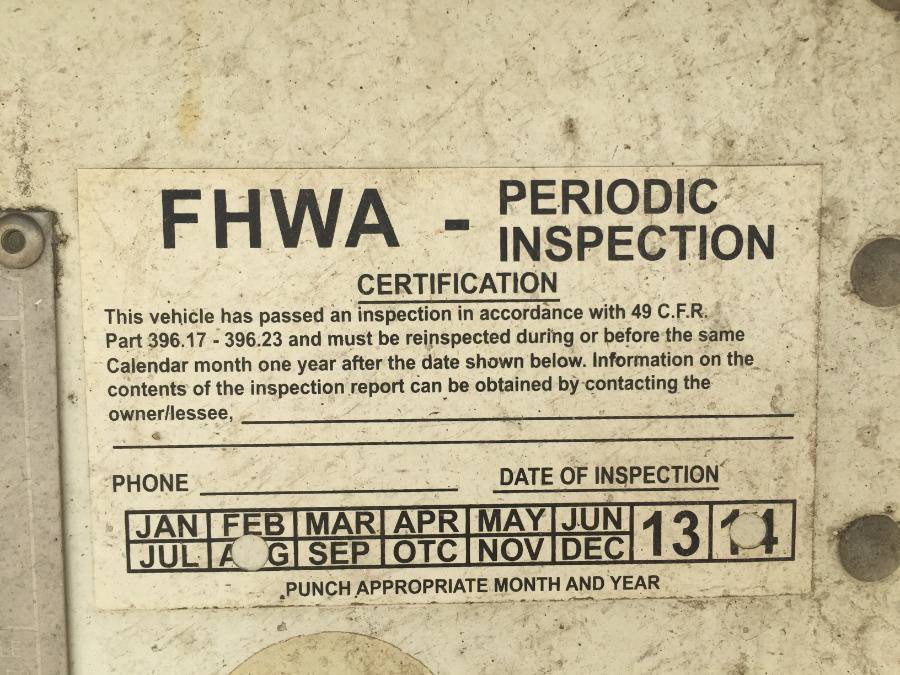 FHWA - PERIODIC
INSPECTION
CERTIFICATION
This vehicle has passed an inspection in accordance with 49 C.F.R.
Part 396.17 - 396.23 and must be reinspected during or before the same
Calendar month one year after the date shown below. Information on the
contents of the inspection report can be obtained by contacting the
owner/lessee,
PHONE DATE OF INSPECTION
JAN FEB MAR APR MAY JUN 13 14
JUL AUG SEP OTC NOV DEC
PUNCH APPROPRIATE MONTH AND YEAR